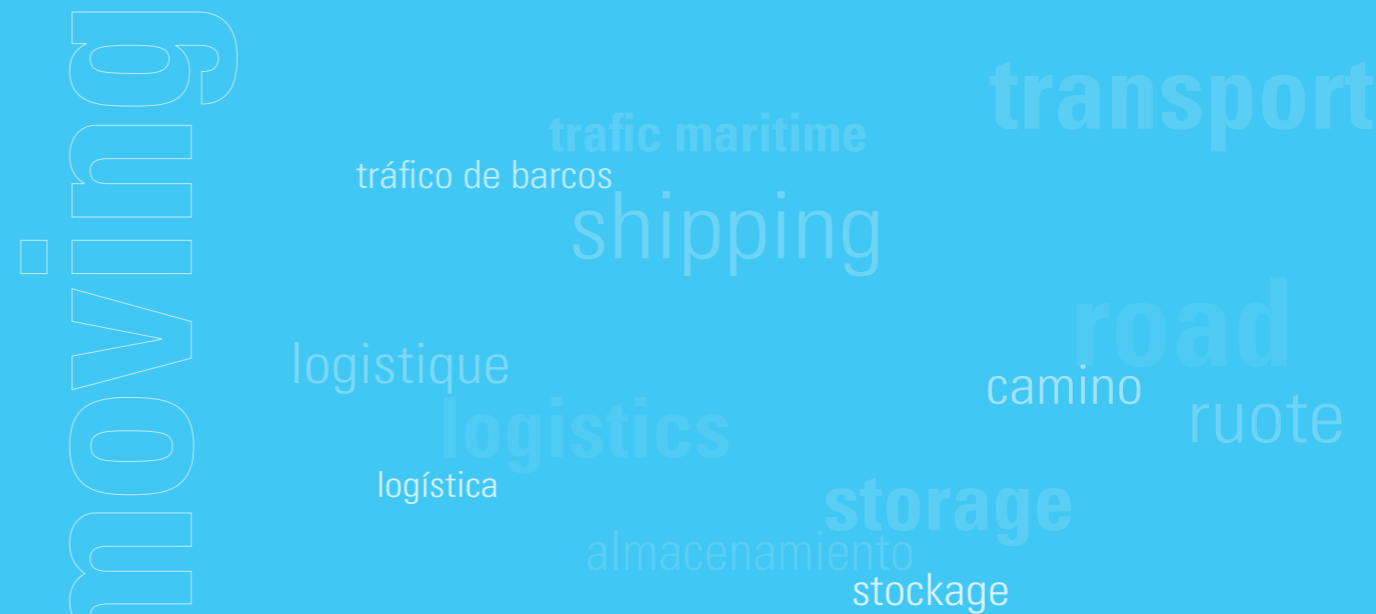 moving
transport
trafic maritime
tráfico de barcos
shipping
road
logistique
camino
ruote
logistics
logística
storage
almacenamiento
stockage